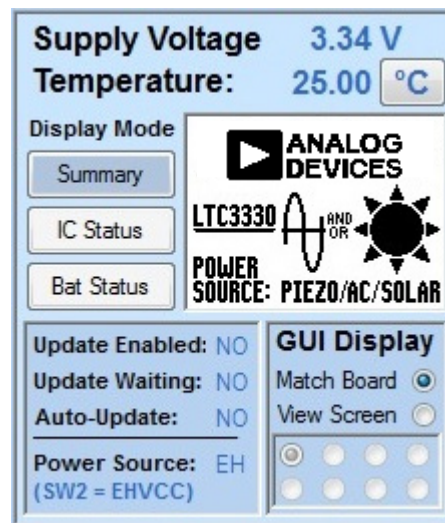 Supply Voltage 3.34 V
Temperature: 25.00 °C
Display Mode
Summary
IC Status
Bat Status
ANALOG
DEVICES
LTC3330
AND
OR
POWER
SOURCE: PIEZO/AC/SOLAR
Update Enabled: NO
Update Waiting: NO
Auto-Update: NO
Power Source: EH
(SW2 = EHVCC)
GUI Display
Match Board
View Screen